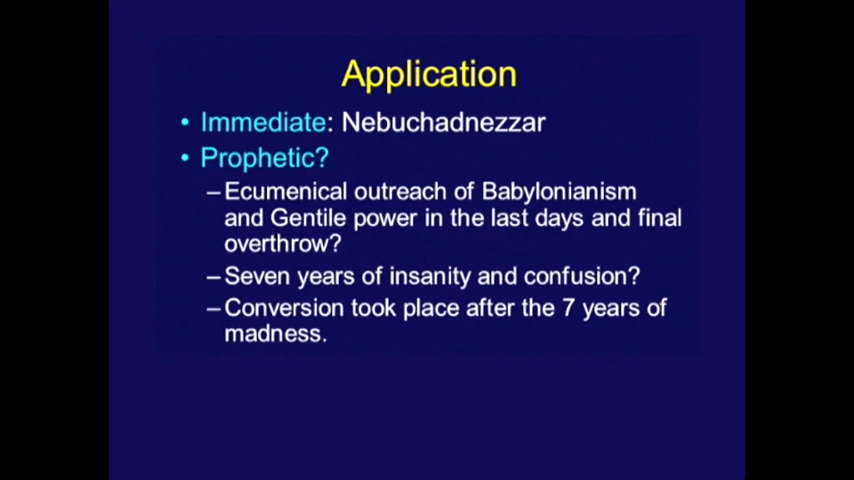 Application
• Immediate: Nebuchadnezzar
• Prophetic?
–Ecumenical outreach of Babylonianism
and Gentile power in the last days and final
overthrow?
–Seven years of insanity and confusion?
–Conversion took place after the 7 years of
madness.